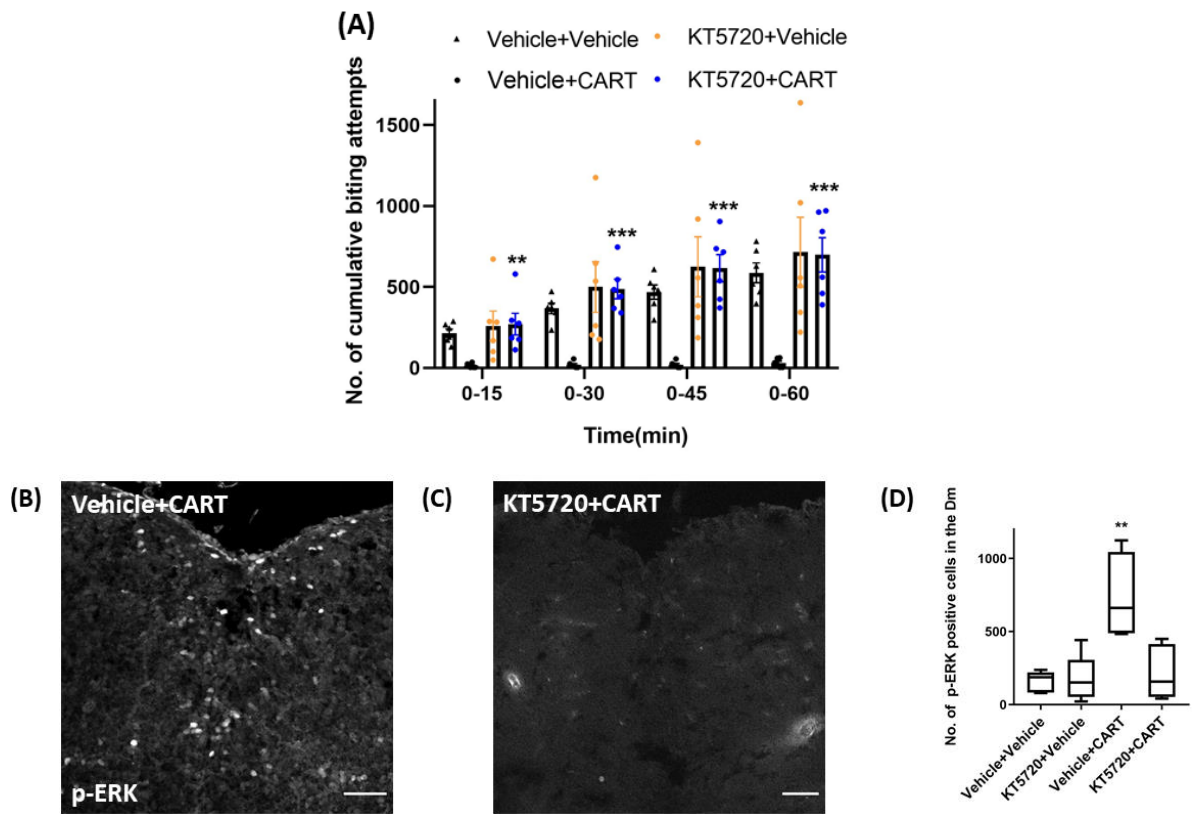 (A)
Vehicle+Vehicle KT5720+Vehicle
Vehicle+CART KT5720+CART
No. of cumulative biting attempts
1500
1000
500
0
** *** *** ***
0-15 0-30 0-45 0-60
Time(min)
(B)
Vehicle+CART
p-ERK
(C)
KT5720+CART
(D)
No. of p-ERK positive cells in the Dm
1000
500
0
**
Vehicle+Vehicle
KT5720+Vehicle
Vehicle+CART
KT5720+CART